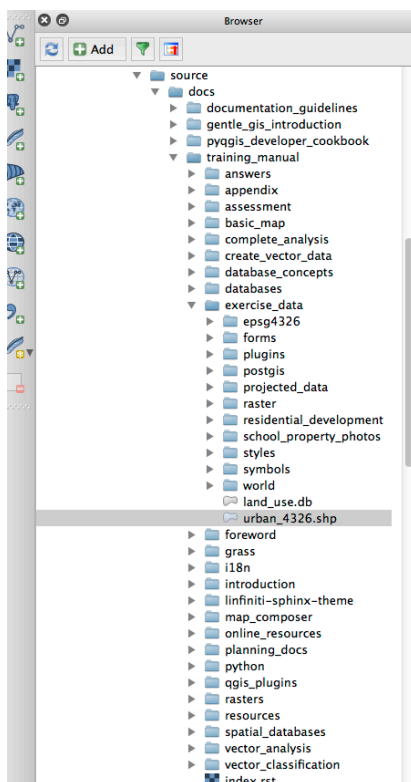 Browser
Add
source
docs
documentation_guidelines
gentle_gis_introduction
pyqgis_developer_cookbook
training_manual
answers
appendix
assessment
basic_map
complete_analysis
create_vector_data
database_concepts
databases
exercise_data
epsg4326
forms
plugins
postgis
projected_data
raster
residential_development
school_property_photos
styles
symbols
world
land_use.db
urban_4326.shp
foreword
grass
i18n
introduction
linfiniti-sphinx-theme
map_composer
online_resources
planning_docs
python
qgis_plugins
rasters
resources
spatial_databases
vector_analysis
vector_classification
index.rst